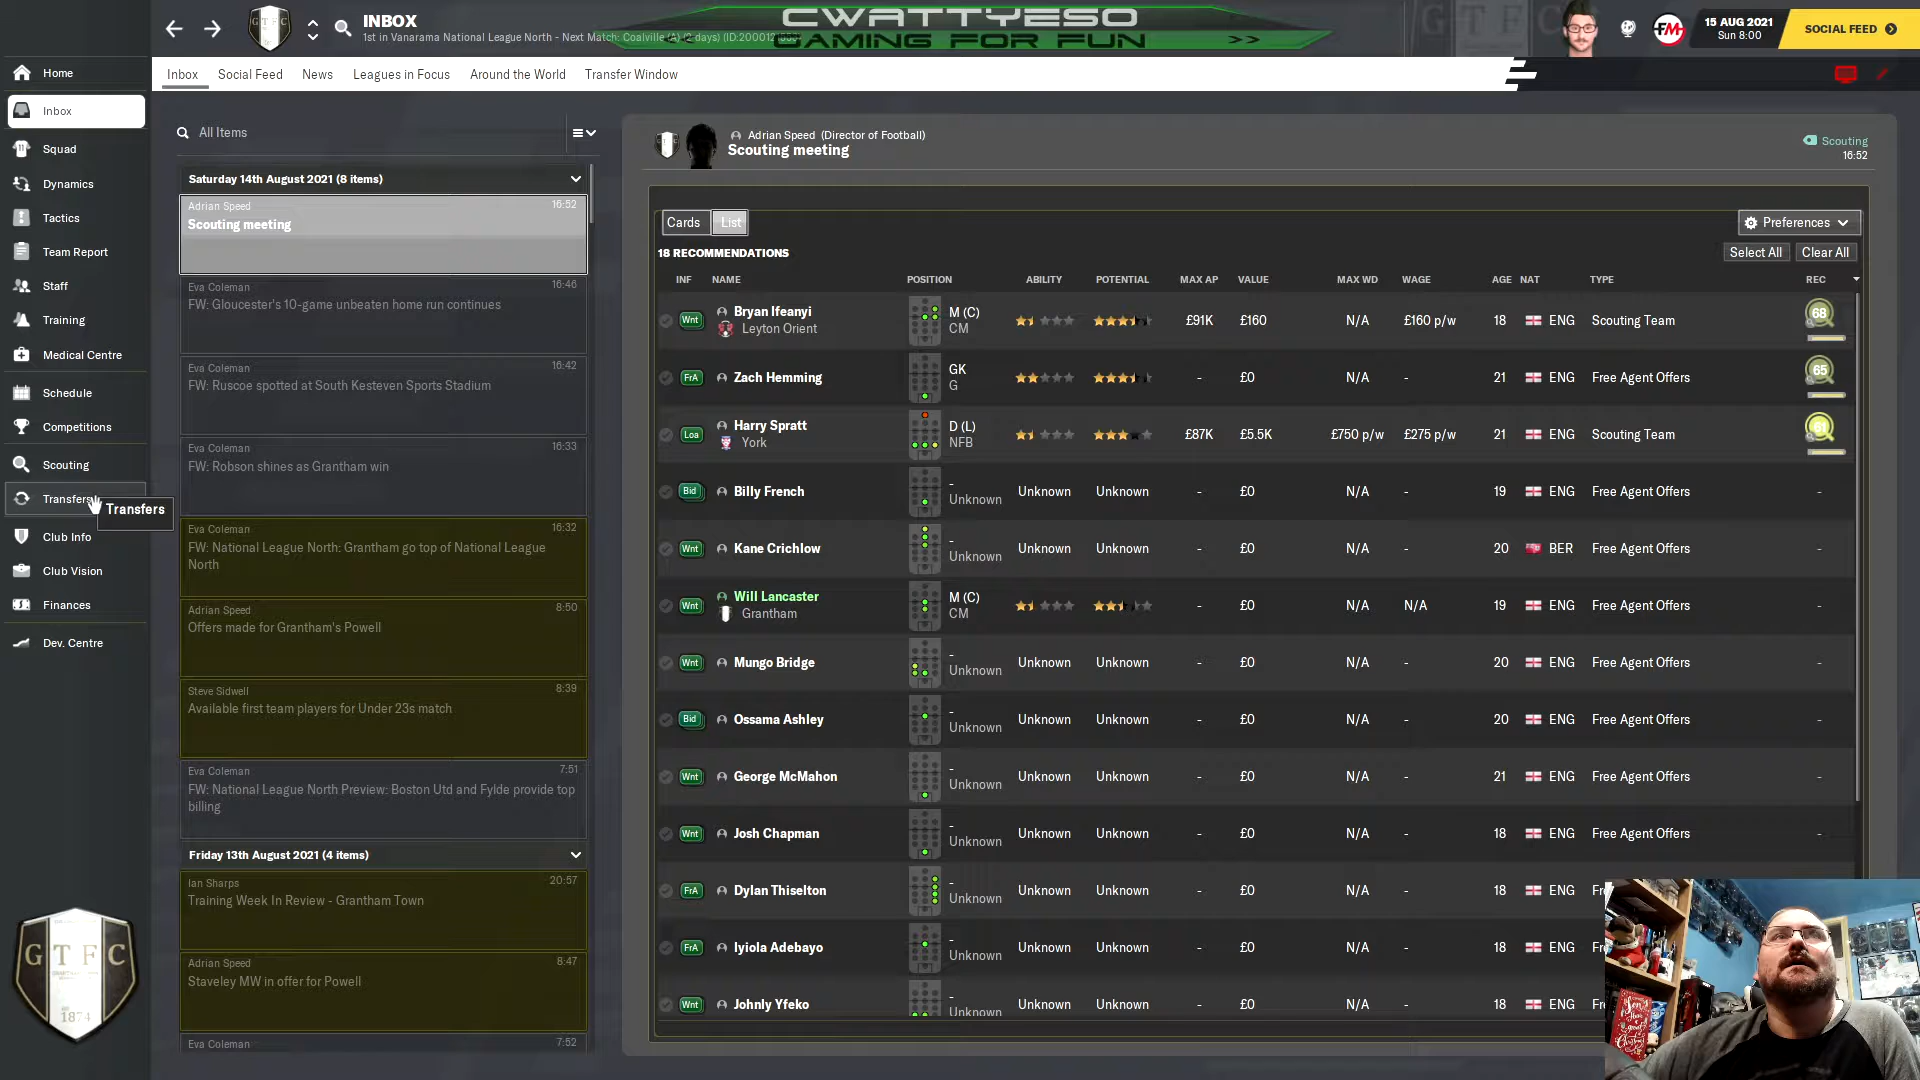 INBOX
1st in Vanarama National League North - Next Match: Coalville (A) (2 days)
CWATTYESO
GAMING FOR FUN
FM
15 AUG 2021
Sun 8:00
SOCIAL FEED
Inbox Social Feed News Leagues in Focus Around the World Transfer Window
Home
Inbox
Squad
Dynamics
Tactics
Team Report
Staff
Training
Medical Centre
Schedule
Competitions
Scouting
Transfers
Transfers
Club Info
Club Vision
Finances
Dev. Centre
GTFC
1874
All Items
Saturday 14th August 2021 (8 items)
Adrian Speed 16:52
Scouting meeting
Eva Coleman 16:46
FW: Gloucester's 10-game unbeaten home run continues
Eva Coleman 16:42
FW: Ruscoe spotted at South Kesteven Sports Stadium
Eva Coleman 16:33
FW: Robson shines as Grantham win
Eva Coleman 16:32
FW: National League North: Grantham go top of National League
North
Adrian Speed 8:50
Offers made for Grantham's Powell
Steve Sidwell 8:39
Available first team players for Under 23s match
Eva Coleman 7:51
FW: National League North Preview: Boston Utd and Fylde provide top
billing
Friday 13th August 2021 (4 items)
Ian Sharps 20:57
Training Week In Review - Grantham Town
Adrian Speed 8:47
Staveley MW in offer for Powell
Eva Coleman 7:52
Adrian Speed (Director of Football)
Scouting meeting
Scouting
16:52
Cards List
Preferences
18 RECOMMENDATIONS
Select All Clear All
INF NAME POSITION ABILITY POTENTIAL MAX AP VALUE MAX WD WAGE AGE NAT TYPE REC
Wnt Bryan Ifeanyi Leyton Orient M (C) CM £91K £160 N/A £160 p/w 18 ENG Scouting Team 68
FrA Zach Hemming GK G - £0 N/A - 21 ENG Free Agent Offers 65
Loa Harry Spratt York D (L) NFB £87K £5.5K £750 p/w £275 p/w 21 ENG Scouting Team 61
Bid Billy French - Unknown Unknown Unknown - £0 N/A - 19 ENG Free Agent Offers -
Wnt Kane Crichlow - Unknown Unknown Unknown - £0 N/A - 20 BER Free Agent Offers -
Wnt Will Lancaster Grantham M (C) CM - £0 N/A N/A 19 ENG Free Agent Offers -
Wnt Mungo Bridge - Unknown Unknown Unknown - £0 N/A - 20 ENG Free Agent Offers -
Bid Ossama Ashley - Unknown Unknown Unknown - £0 N/A - 20 ENG Free Agent Offers -
Wnt George McMahon - Unknown Unknown Unknown - £0 N/A - 21 ENG Free Agent Offers -
Wnt Josh Chapman - Unknown Unknown Unknown - £0 N/A - 18 ENG Free Agent Offers -
FrA Dylan Thiselton - Unknown Unknown Unknown - £0 N/A - 18 ENG
FrA Iyiola Adebayo - Unknown Unknown Unknown - £0 N/A - 18 ENG
Wnt Johnly Yfeko - Unknown Unknown Unknown - £0 N/A - 18 ENG